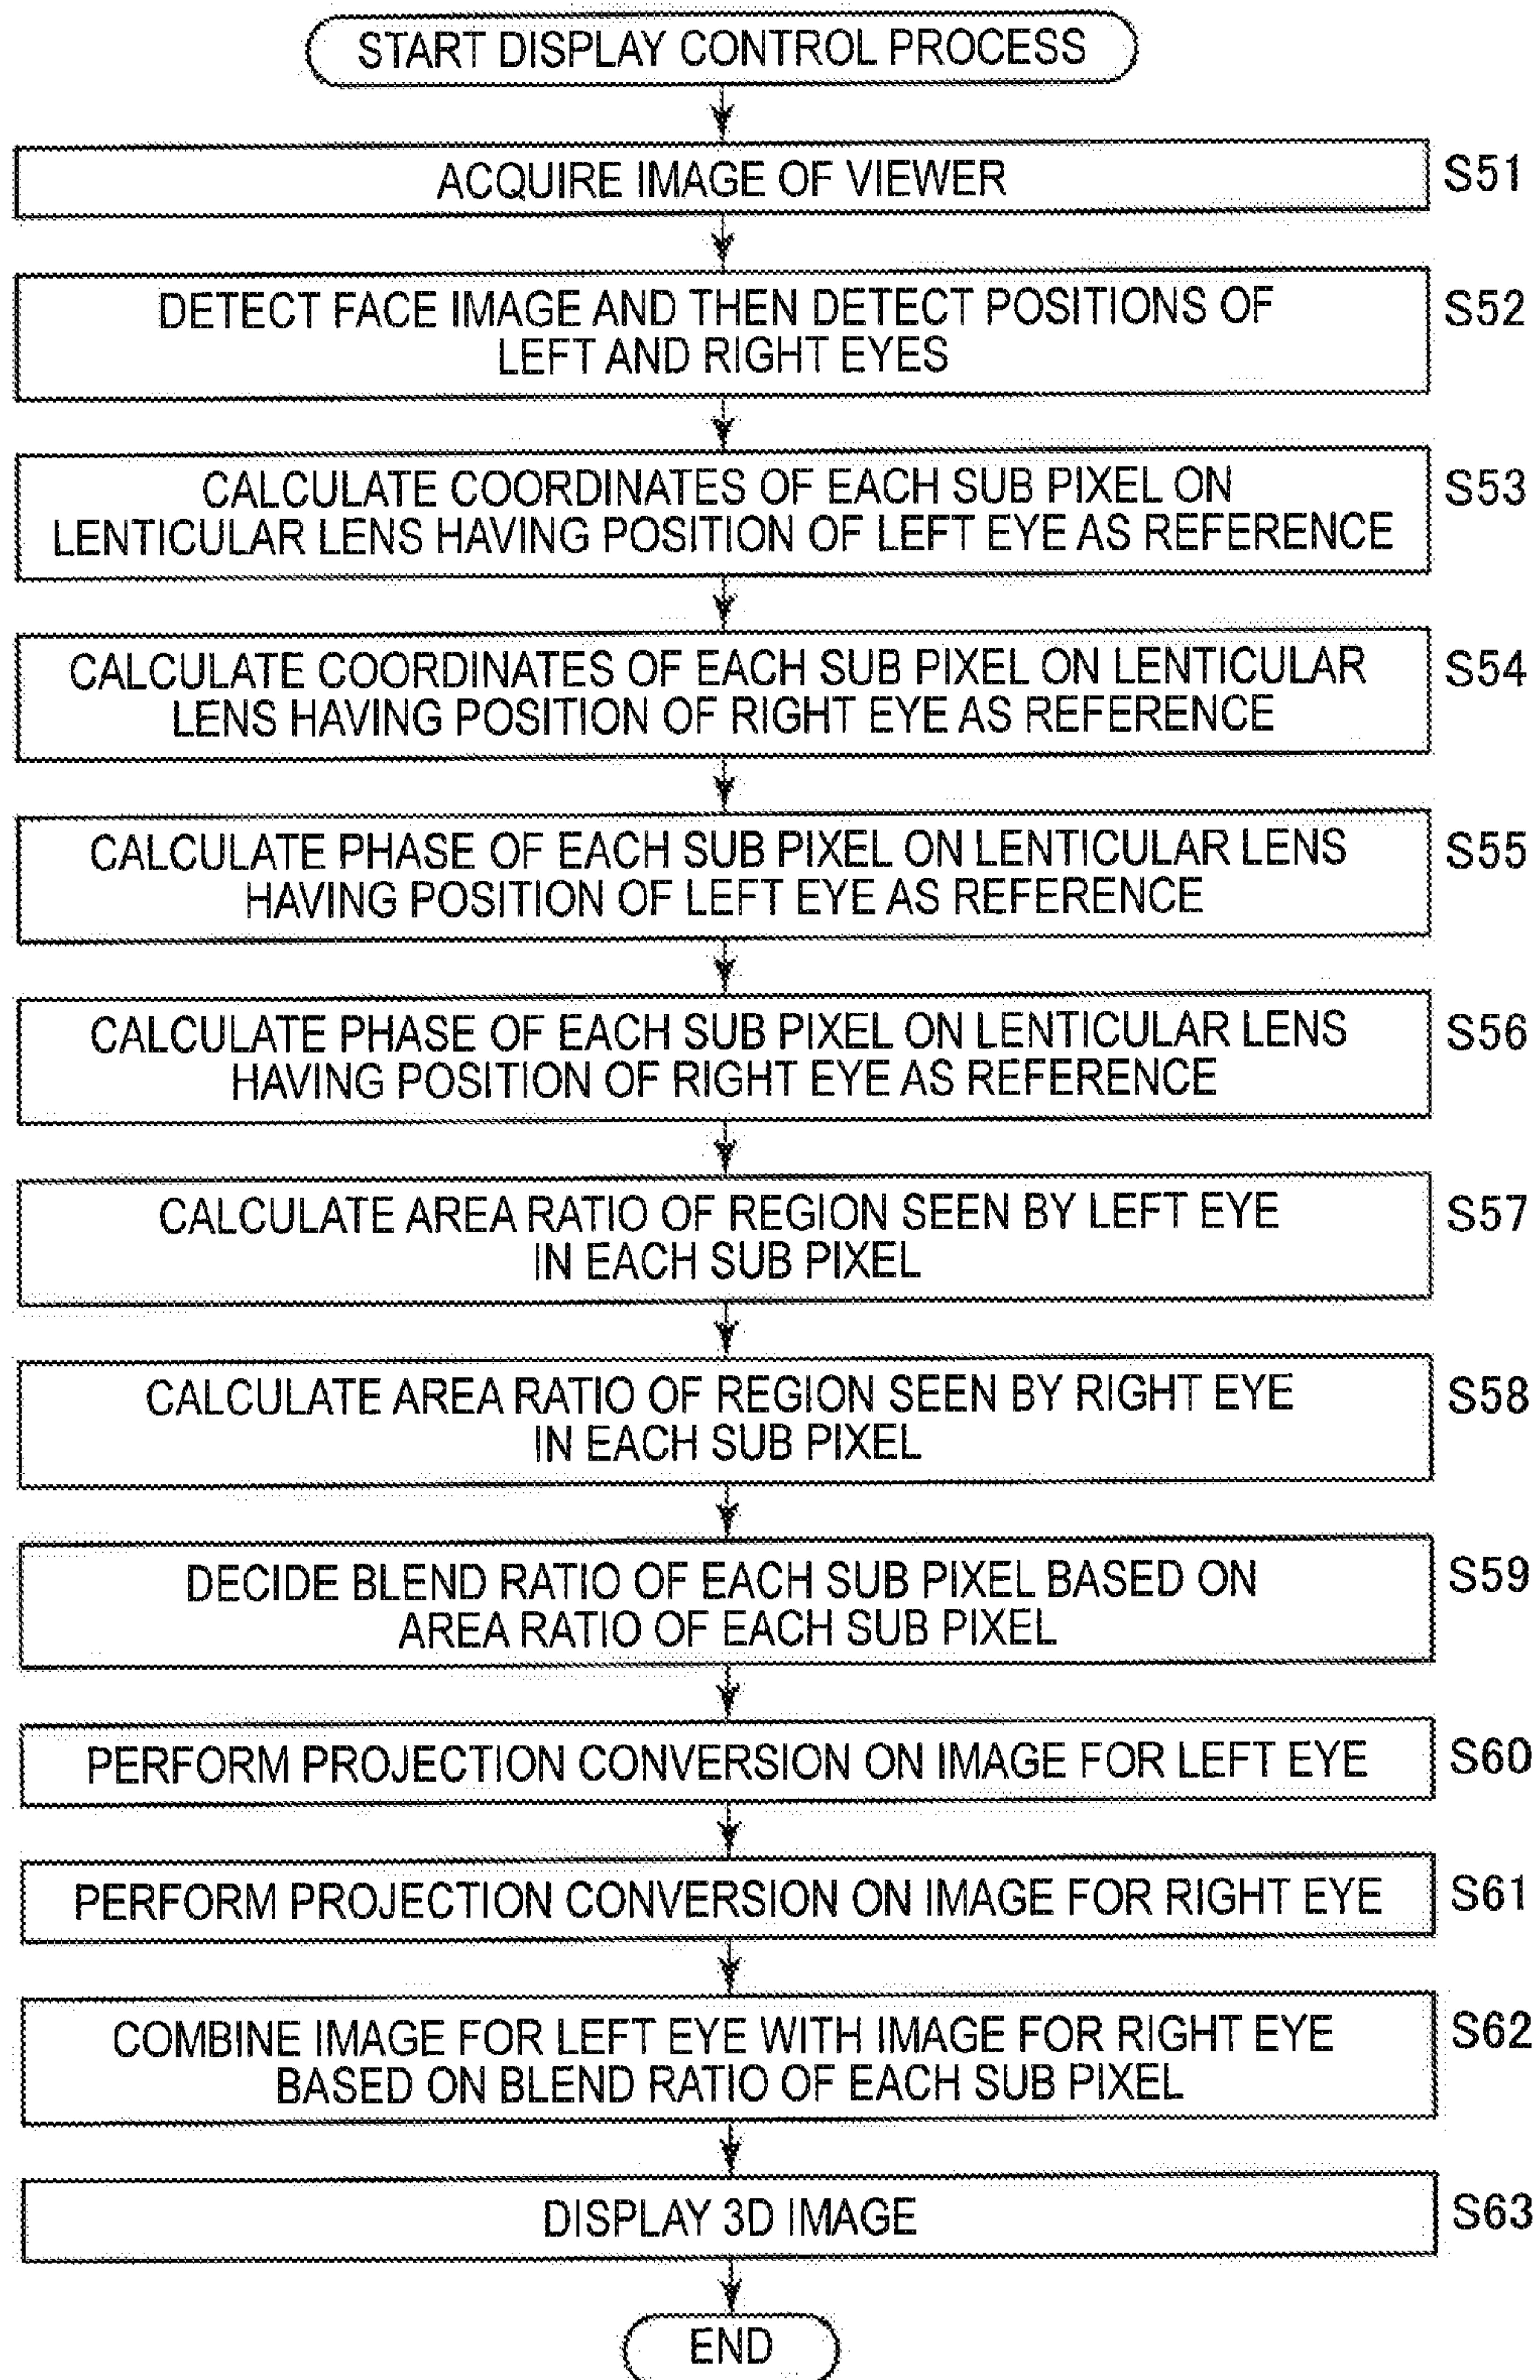 START DISPLAY CONTROL PROCESS
ACQUIRE IMAGE OF VIEWER
S51
DETECT FACE IMAGE AND THEN DETECT POSITIONS OF
LEFT AND RIGHT EYES
S52
CALCULATE COORDINATES OF EACH SUB PIXEL ON
LENTICULAR LENS HAVING POSITION OF LEFT EYE AS REFERENCE
S53
CALCULATE COORDINATES OF EACH SUB PIXEL ON LENTICULAR
LENS HAVING POSITION OF RIGHT EYE AS REFERENCE
S54
CALCULATE PHASE OF EACH SUB PIXEL ON LENTICULAR LENS
HAVING POSITION OF LEFT EYE AS REFERENCE
S55
CALCULATE PHASE OF EACH SUB PIXEL ON LENTICULAR LENS
HAVING POSITION OF RIGHT EYE AS REFERENCE
S56
CALCULATE AREA RATIO OF REGION SEEN BY LEFT EYE
IN EACH SUB PIXEL
S57
CALCULATE AREA RATIO OF REGION SEEN BY RIGHT EYE
IN EACH SUB PIXEL
S58
DECIDE BLEND RATIO OF EACH SUB PIXEL BASED ON
AREA RATIO OF EACH SUB PIXEL
S59
PERFORM PROJECTION CONVERSION ON IMAGE FOR LEFT EYE
S60
PERFORM PROJECTION CONVERSION ON IMAGE FOR RIGHT EYE
S61
COMBINE IMAGE FOR LEFT EYE WITH IMAGE FOR RIGHT EYE
BASED ON BLEND RATIO OF EACH SUB PIXEL
S62
DISPLAY 3D IMAGE
S63
END